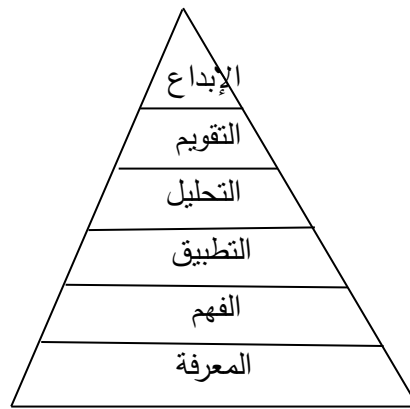 الإبداع
التقويم
التحليل
التطبيق
الفهم
المعرفة